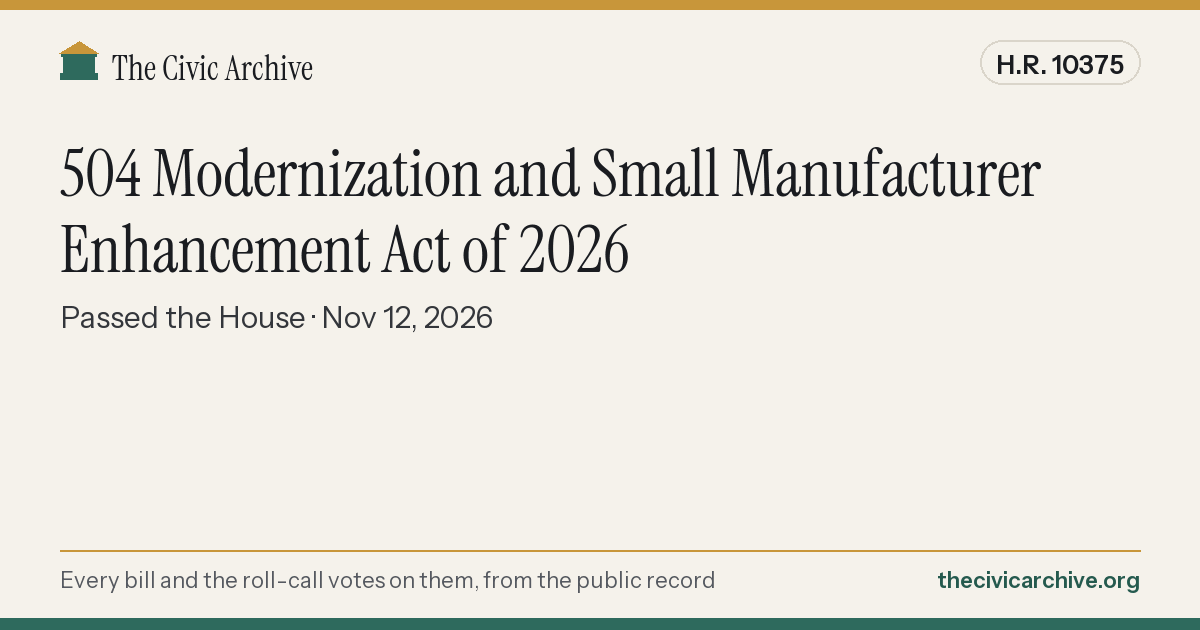 The Civic Archive
H.R. 10375
504 Modernization and Small Manufacturer
Enhancement Act of 2026
Passed the House · Nov 12, 2026
Every bill and the roll-call votes on them, from the public record
thecivicarchive.org